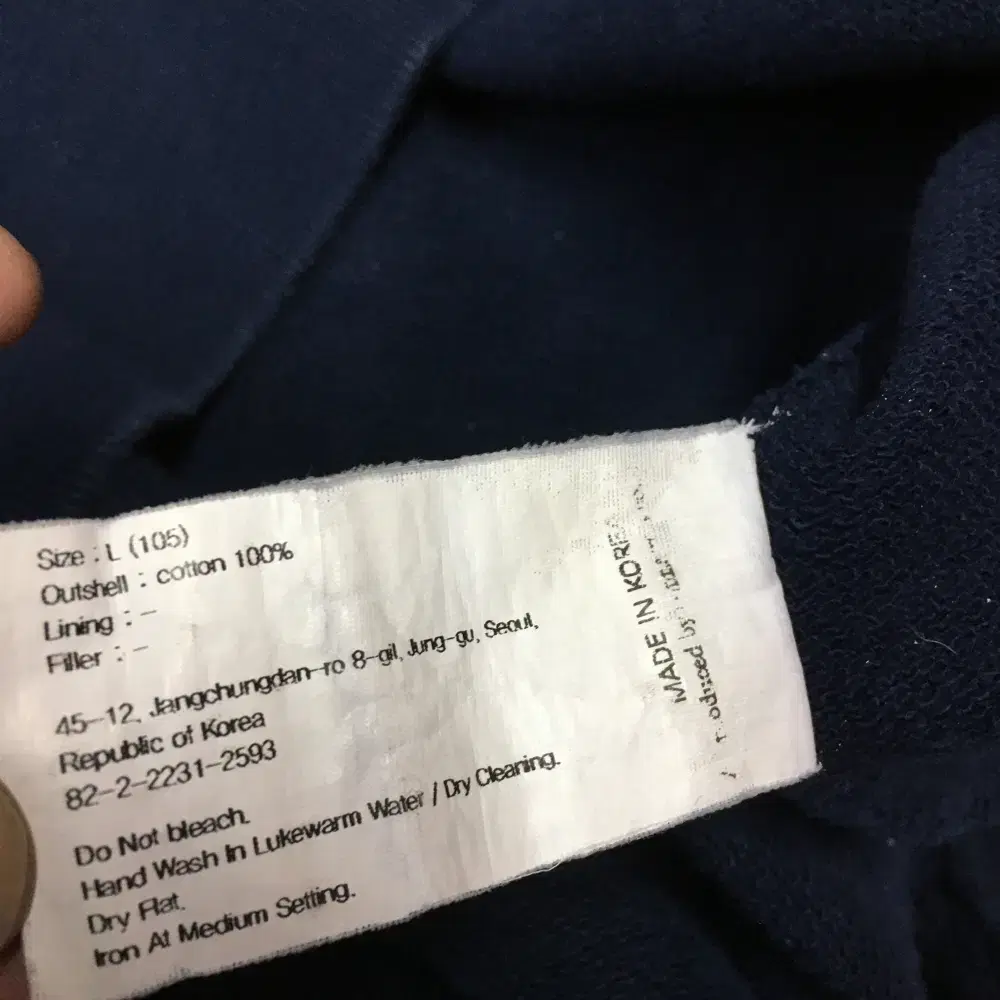 Size : L (105)
Outshell : cotton 100%
Lining : -
Filler : -
45-12, Jangchungdan-ro 8-gil, Jung-gu, Seoul,
Republic of Korea
82-2-2231-2593
Do Not bleach.
Hand Wash In Lukewarm Water / Dry Cleaning.
Dry Flat.
Iron At Medium Setting.
MADE IN KOREA
by